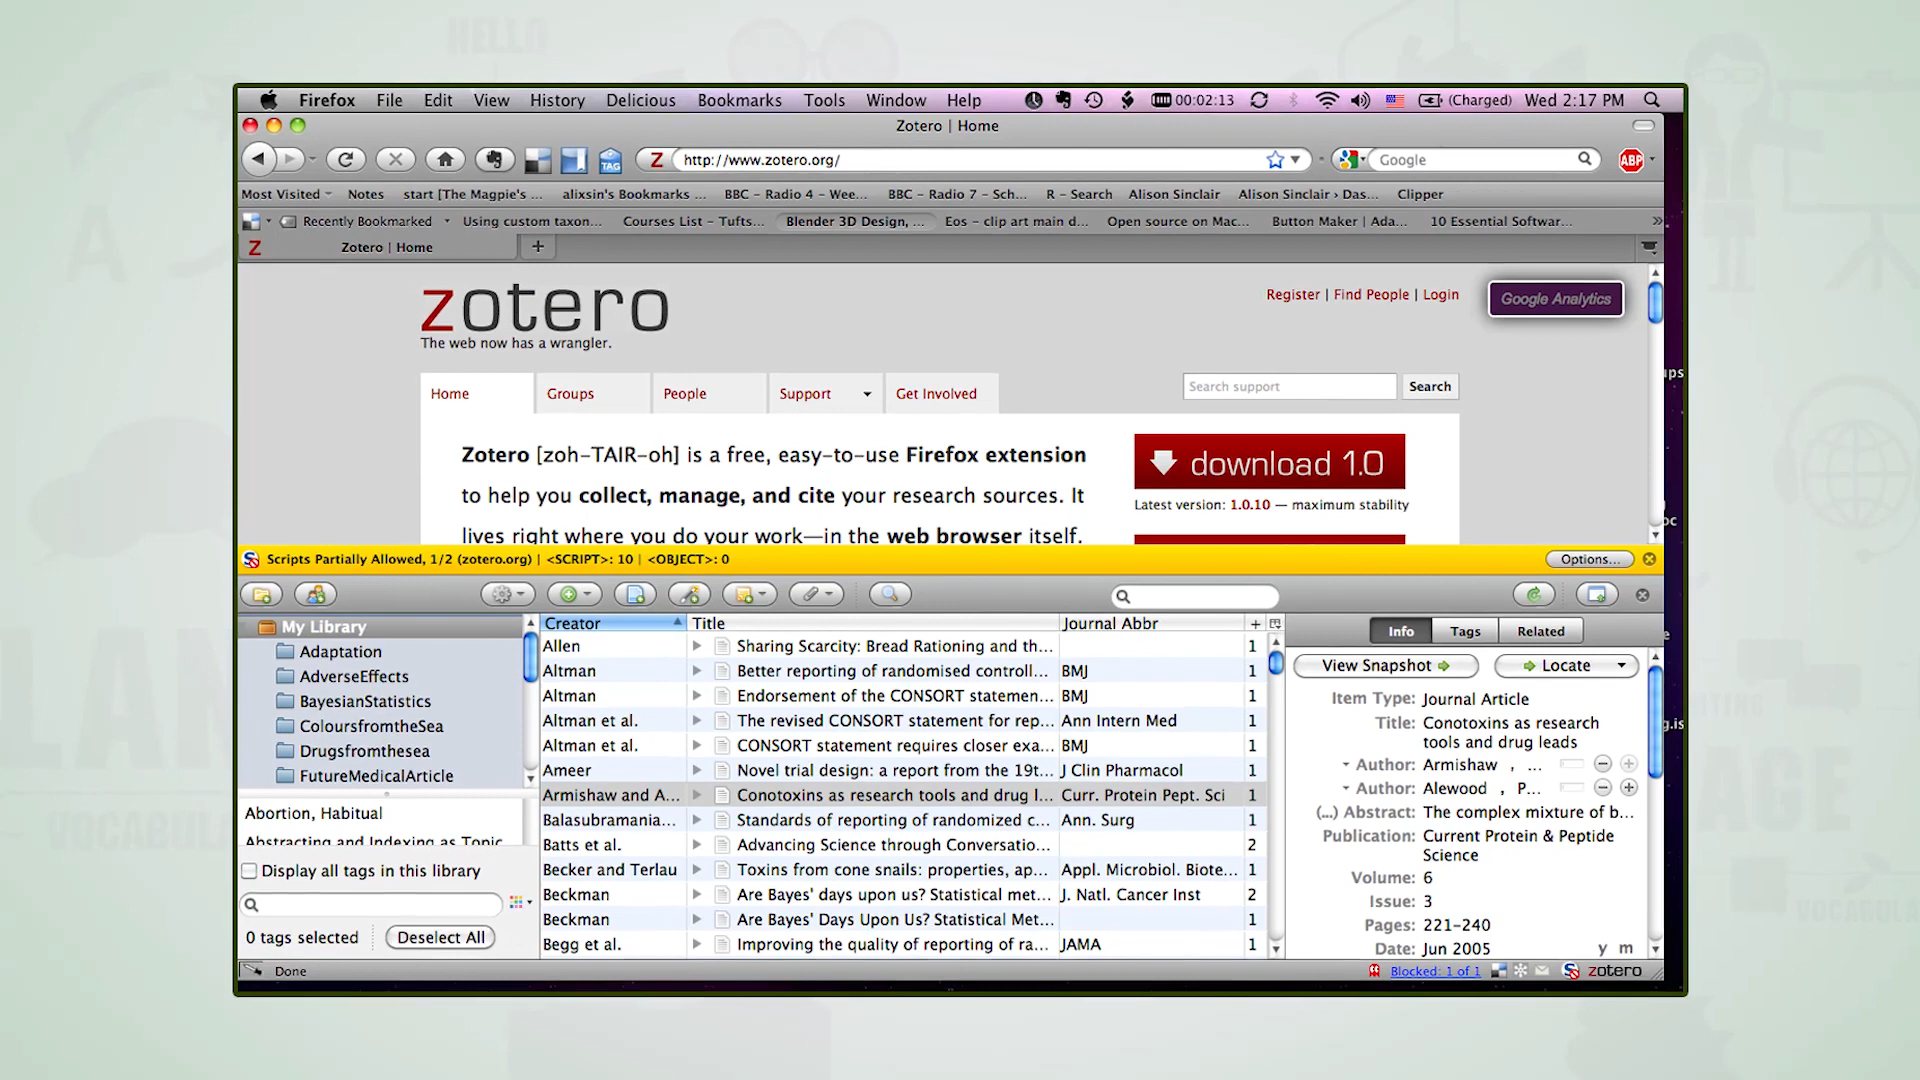 HELLO
Firefox File Edit View History Delicious Bookmarks Tools Window Help 00:02:13 (Charged) Wed 2:17 PM
Zotero | Home
TAG Z http://www.zotero.org/ Google ABP
Most Visited Notes start [The Magpie's ... alixsin's Bookmarks ... BBC – Radio 4 – Wee... BBC – Radio 7 – Sch... R – Search Alison Sinclair Alison Sinclair › Das... Clipper
Recently Bookmarked Using custom taxon... Courses List – Tufts... Blender 3D Design, ... Eos – clip art main d... Open source on Mac... Button Maker | Ada... 10 Essential Softwar... »
Z Zotero | Home +
zotero
The web now has a wrangler.
Register | Find People | Login
Google Analytics
Home Groups People Support Get Involved
Search support Search
Zotero [zoh-TAIR-oh] is a free, easy-to-use Firefox extension
to help you collect, manage, and cite your research sources. It
lives right where you do your work—in the web browser itself.
download 1.0
Latest version: 1.0.10 — maximum stability
Scripts Partially Allowed, 1/2 (zotero.org) | <SCRIPT>: 10 | <OBJECT>: 0 Options...
My Library
Adaptation
AdverseEffects
BayesianStatistics
ColoursfromtheSea
Drugsfromthesea
FutureMedicalArticle
Abortion, Habitual
Abstracting and Indexing as Topic
Display all tags in this library
0 tags selected Deselect All
Creator Title Journal Abbr +
Allen Sharing Scarcity: Bread Rationing and th... 1
Altman Better reporting of randomised controll... BMJ 1
Altman Endorsement of the CONSORT statemen... BMJ 1
Altman et al. The revised CONSORT statement for rep... Ann Intern Med 1
Altman et al. CONSORT statement requires closer exa... BMJ 1
Ameer Novel trial design: a report from the 19t... J Clin Pharmacol 1
Armishaw and A... Conotoxins as research tools and drug l... Curr. Protein Pept. Sci 1
Balasubramania... Standards of reporting of randomized c... Ann. Surg 1
Batts et al. Advancing Science through Conversatio... 2
Becker and Terlau Toxins from cone snails: properties, ap... Appl. Microbiol. Biote... 1
Beckman Are Bayes' days upon us? Statistical met... J. Natl. Cancer Inst 2
Beckman Are Bayes' Days Upon Us? Statistical Met... 1
Begg et al. Improving the quality of reporting of ra... JAMA 1
Info Tags Related
View Snapshot Locate
Item Type: Journal Article
Title: Conotoxins as research
tools and drug leads
Author: Armishaw , ...
Author: Alewood , P...
(...) Abstract: The complex mixture of b...
Publication: Current Protein & Peptide
Science
Volume: 6
Issue: 3
Pages: 221-240
Date: Jun 2005 y m
Done Blocked: 1 of 1 zotero